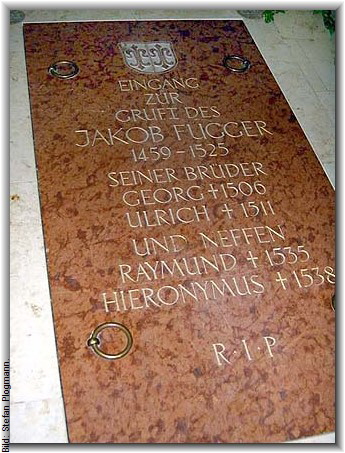 EINGANG
ZUR
GRUFT DES
JAKOB FUGGER
1459-1525
SEINER BRÜDER
GEORG †1506
ULRICH † 1511
UND NEFFEN
RAYMUND † 1535
HIERONYMUS † 1538
R·I·P
Bild: Stefan Plogmann